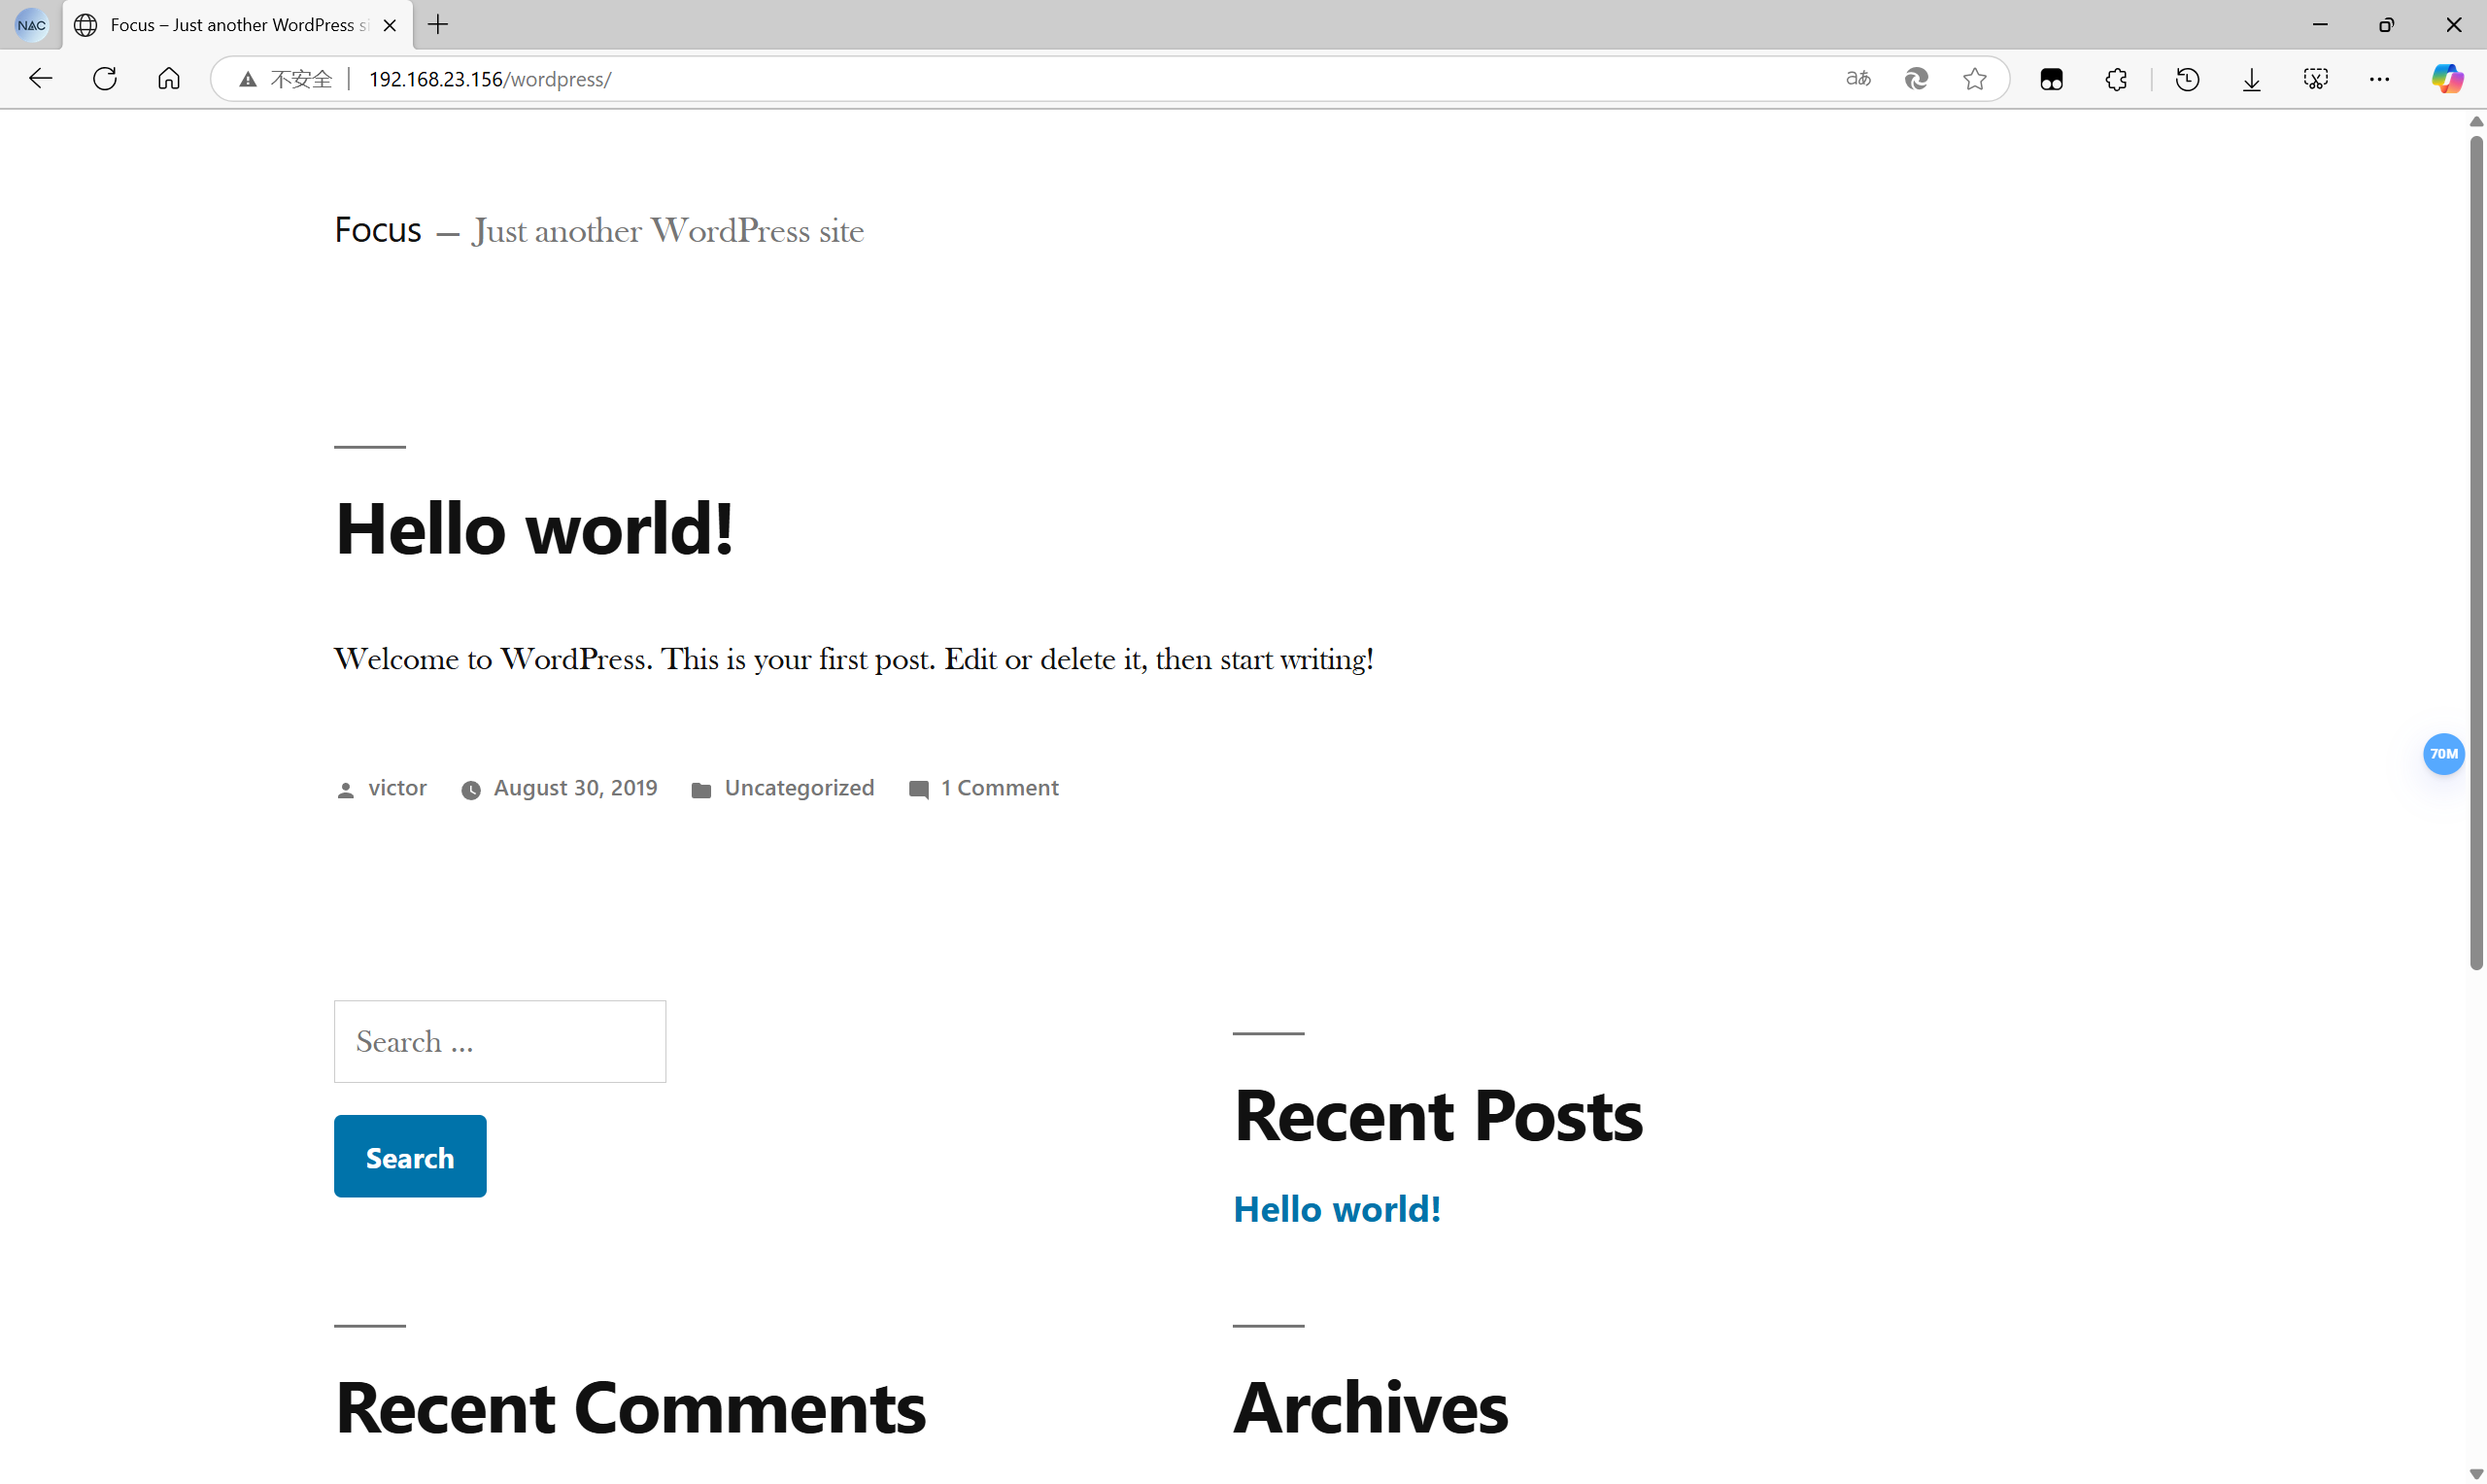 NAC
Focus – Just another WordPress si
不安全
192.168.23.156/wordpress/
aあ
Focus — Just another WordPress site
Hello world!
Welcome to WordPress. This is your first post. Edit or delete it, then start writing!
victor August 30, 2019 Uncategorized 1 Comment
70M
Search ...
Search
Recent Posts
Hello world!
Recent Comments
Archives